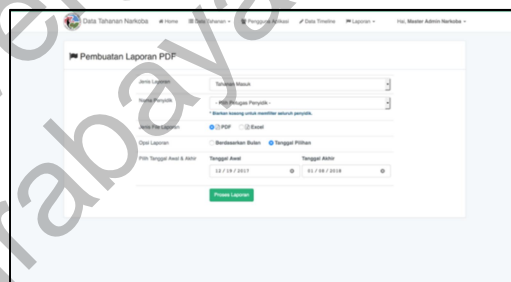 Data Tahanan Narkoba Home Data Tahanan Pengguna Aplikasi Data Timeline Laporan Hai, Master Admin Narkoba
Pembuatan Laporan PDF
Jenis Laporan Tahanan Masuk
Nama Penyidik - Pilih Petugas Penyidik -
* Biarkan kosong untuk memfilter seluruh penyidik.
Jenis File Laporan PDF Excel
Opsi Laporan Berdasarkan Bulan Tanggal Pilihan
Pilih Tanggal Awal & Akhir Tanggal Awal Tanggal Akhir
12 / 19 / 2017 01 / 08 / 2018
Proses Laporan